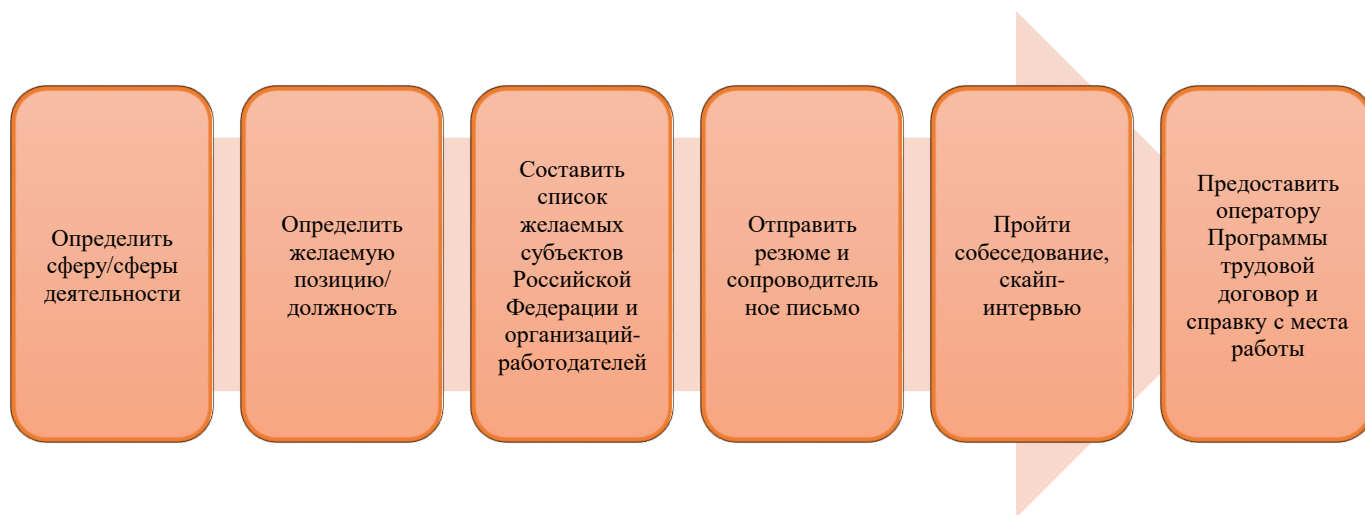 Определить
сферу/сферы
деятельности
Определить
желаемую
позицию/
должность
Составить
список
желаемых
субъектов
Российской
Федерации и
организаций-
работодателей
Отправить
резюме и
сопроводитель
ное письмо
Пройти
собеседование,
скайп-
интервью
Предоставить
оператору
Программы
трудовой
договор и
справку с места
работы